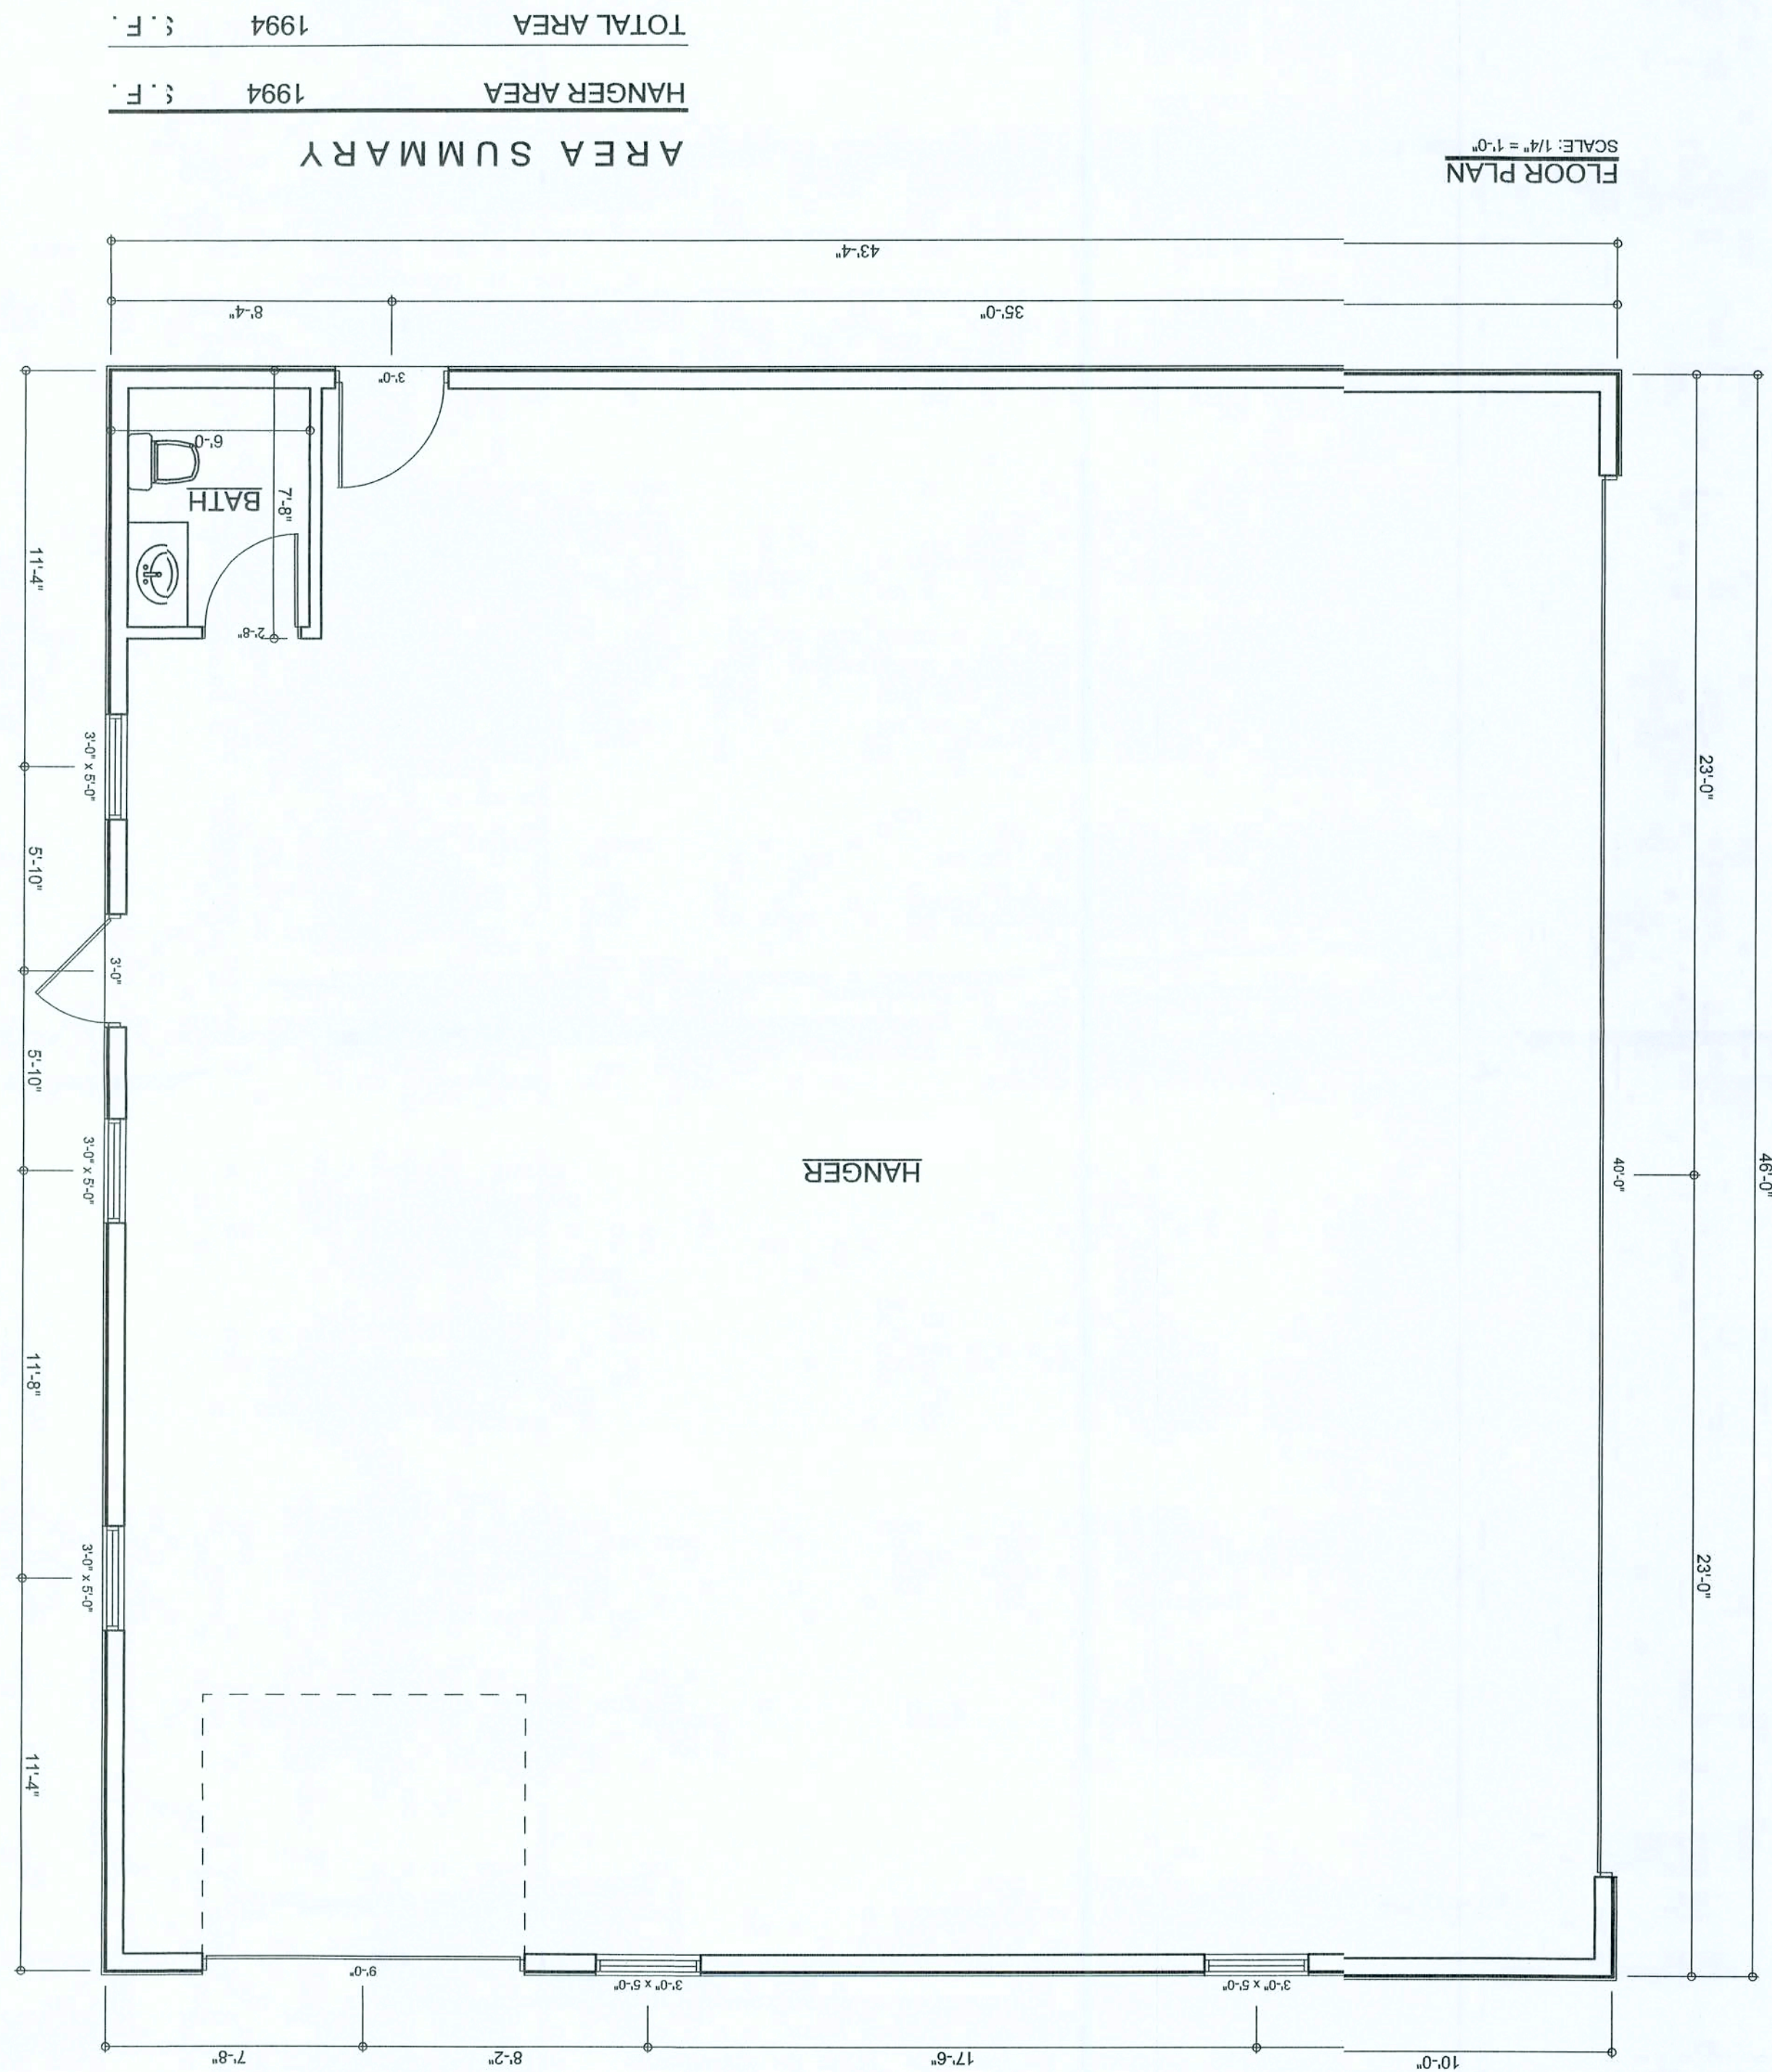 10'-0"
17'-6"
8'-2"
7'-8"
3'-0" x 5'-0"
3'-0" x 5'-0"
9'-0"
11'-4"
23'-0"
3'-0" x 5'-0"
11'-8"
46'-0"
40'-0"
HANGER
3'-0" x 5'-0"
5'-10"
3'-0"
5'-10"
23'-0"
3'-0" x 5'-0"
2'-8"
11'-4"
7'-8"
BATH
6'-0
3'-0"
35'-0"
8'-4"
43'-4"
FLOOR PLAN
SCALE: 1/4" = 1'-0"
AREA SUMMARY
HANGER AREA 1994 S.F.
TOTAL AREA 1994 S.F.